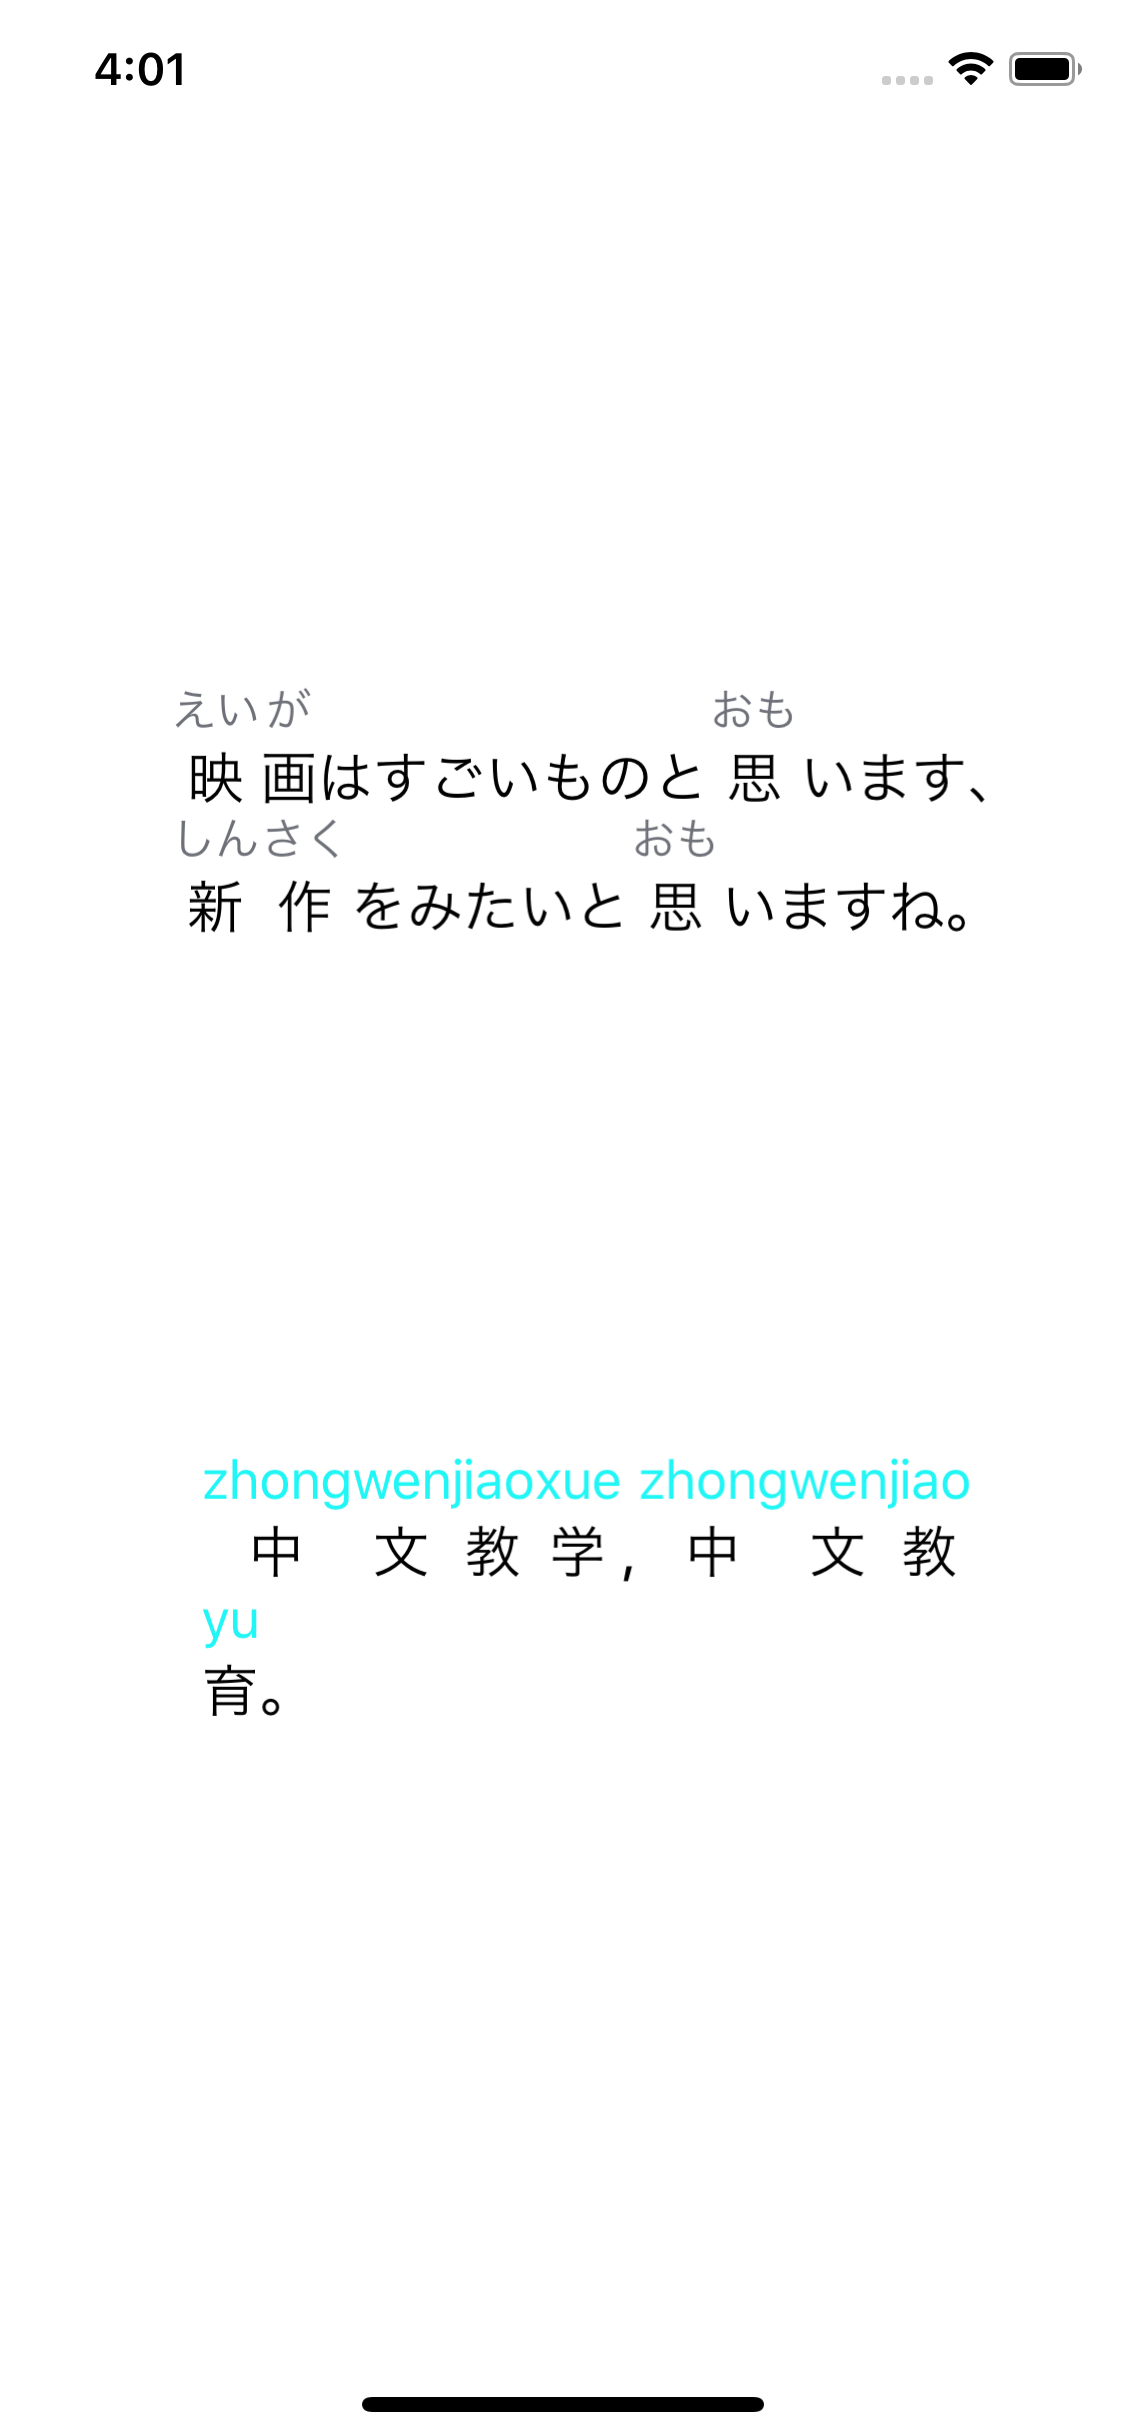 4:01
えいが おも
映画はすごいものと思います、
しんさく おも
新作をみたいと思いますね。
zhongwenjiaoxue zhongwenjiao
中文教学，中文教
yu
育。